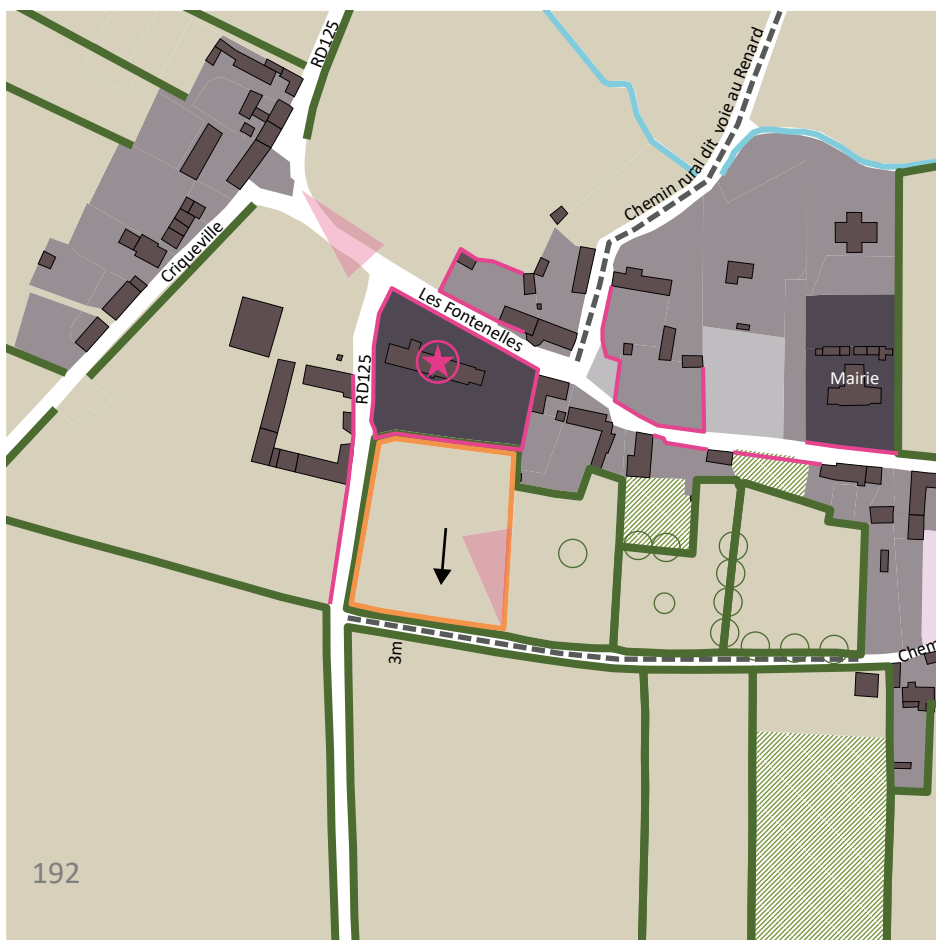 RD125
Chemin rural dit voie au Renard
Criqueville
Les Fontenelles
RD125
Mairie
3m
Chem
192